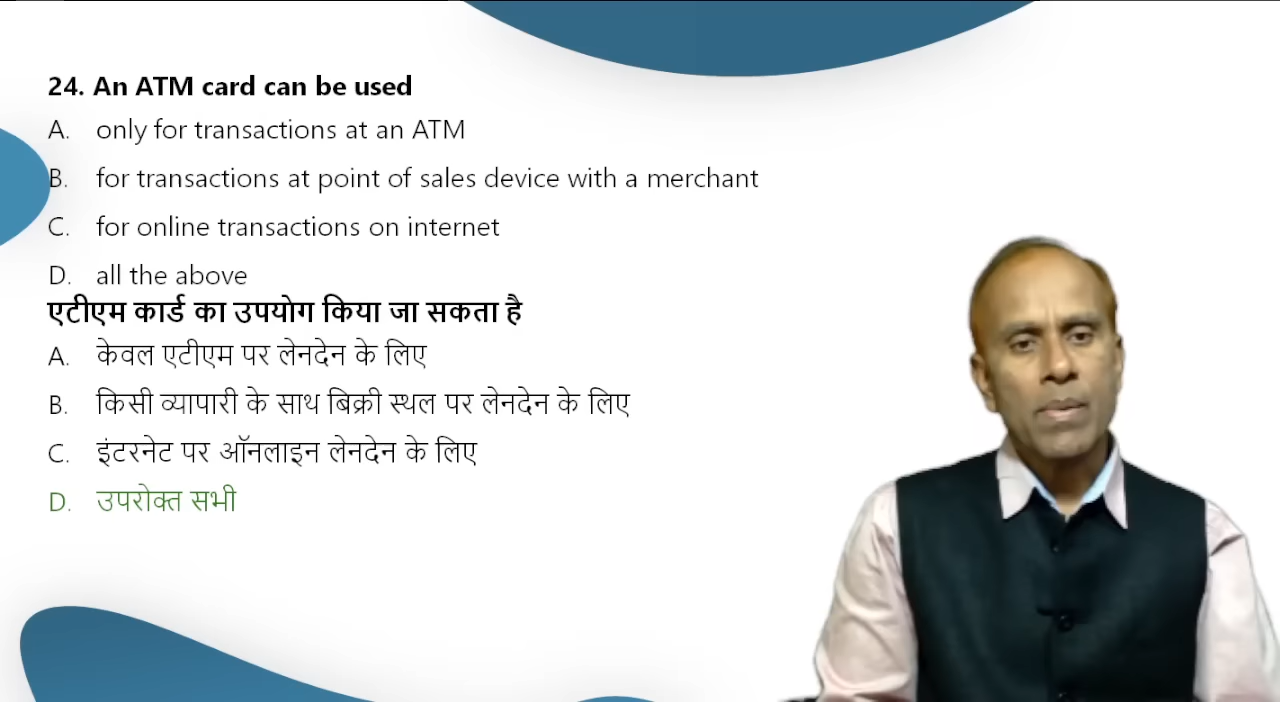 24. An ATM card can be used
A. only for transactions at an ATM
B. for transactions at point of sales device with a merchant
C. for online transactions on internet
D. all the above
एटीएम कार्ड का उपयोग किया जा सकता है
A. केवल एटीएम पर लेनदेन के लिए
B. किसी व्यापारी के साथ बिक्री स्थल पर लेनदेन के लिए
C. इंटरनेट पर ऑनलाइन लेनदेन के लिए
D. उपरोक्त सभी